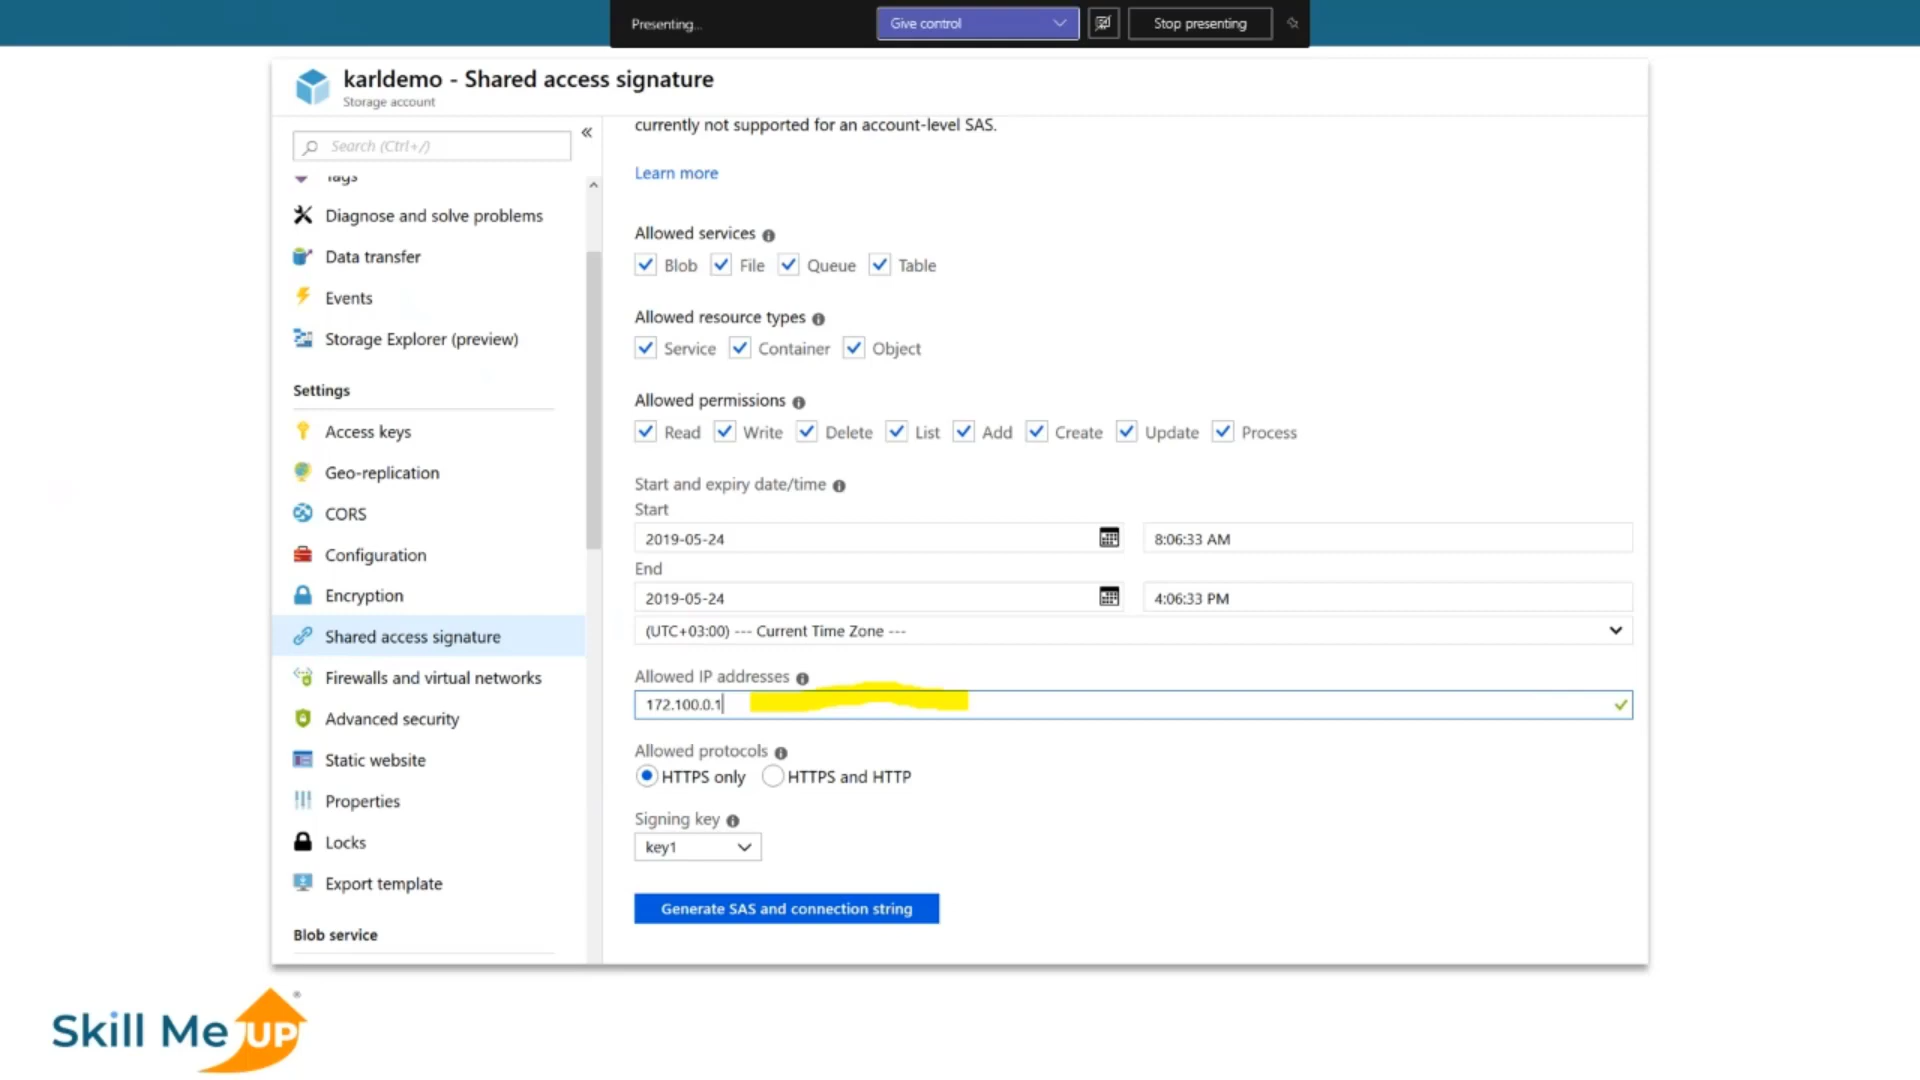 Presenting...
Give control
Stop presenting
karldemo - Shared access signature
Storage account
Search (Ctrl+/)
«
Tags
Diagnose and solve problems
Data transfer
Events
Storage Explorer (preview)
Settings
Access keys
Geo-replication
CORS
Configuration
Encryption
Shared access signature
Firewalls and virtual networks
Advanced security
Static website
Properties
Locks
Export template
Blob service
currently not supported for an account-level SAS.
Learn more
Allowed services
Blob File Queue Table
Allowed resource types
Service Container Object
Allowed permissions
Read Write Delete List Add Create Update Process
Start and expiry date/time
Start
2019-05-24 8:06:33 AM
End
2019-05-24 4:06:33 PM
(UTC+03:00) --- Current Time Zone ---
Allowed IP addresses
172.100.0.1
Allowed protocols
HTTPS only HTTPS and HTTP
Signing key
key1
Generate SAS and connection string
Skill Me UP ®